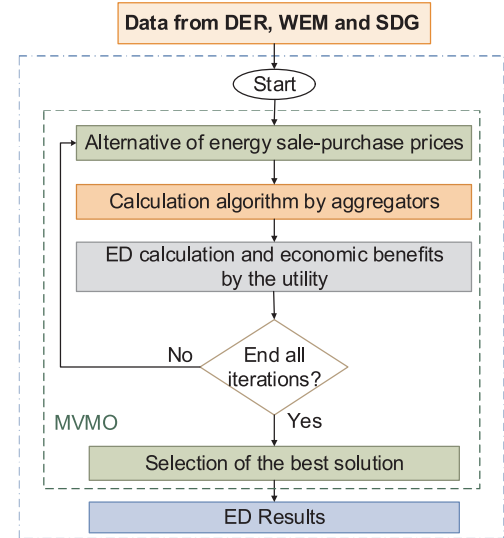 Data from DER, WEM and SDG
Start
Alternative of energy sale-purchase prices
Calculation algorithm by aggregators
ED calculation and economic benefits
by the utility
No
End all
iterations?
Yes
MVMO
Selection of the best solution
ED Results